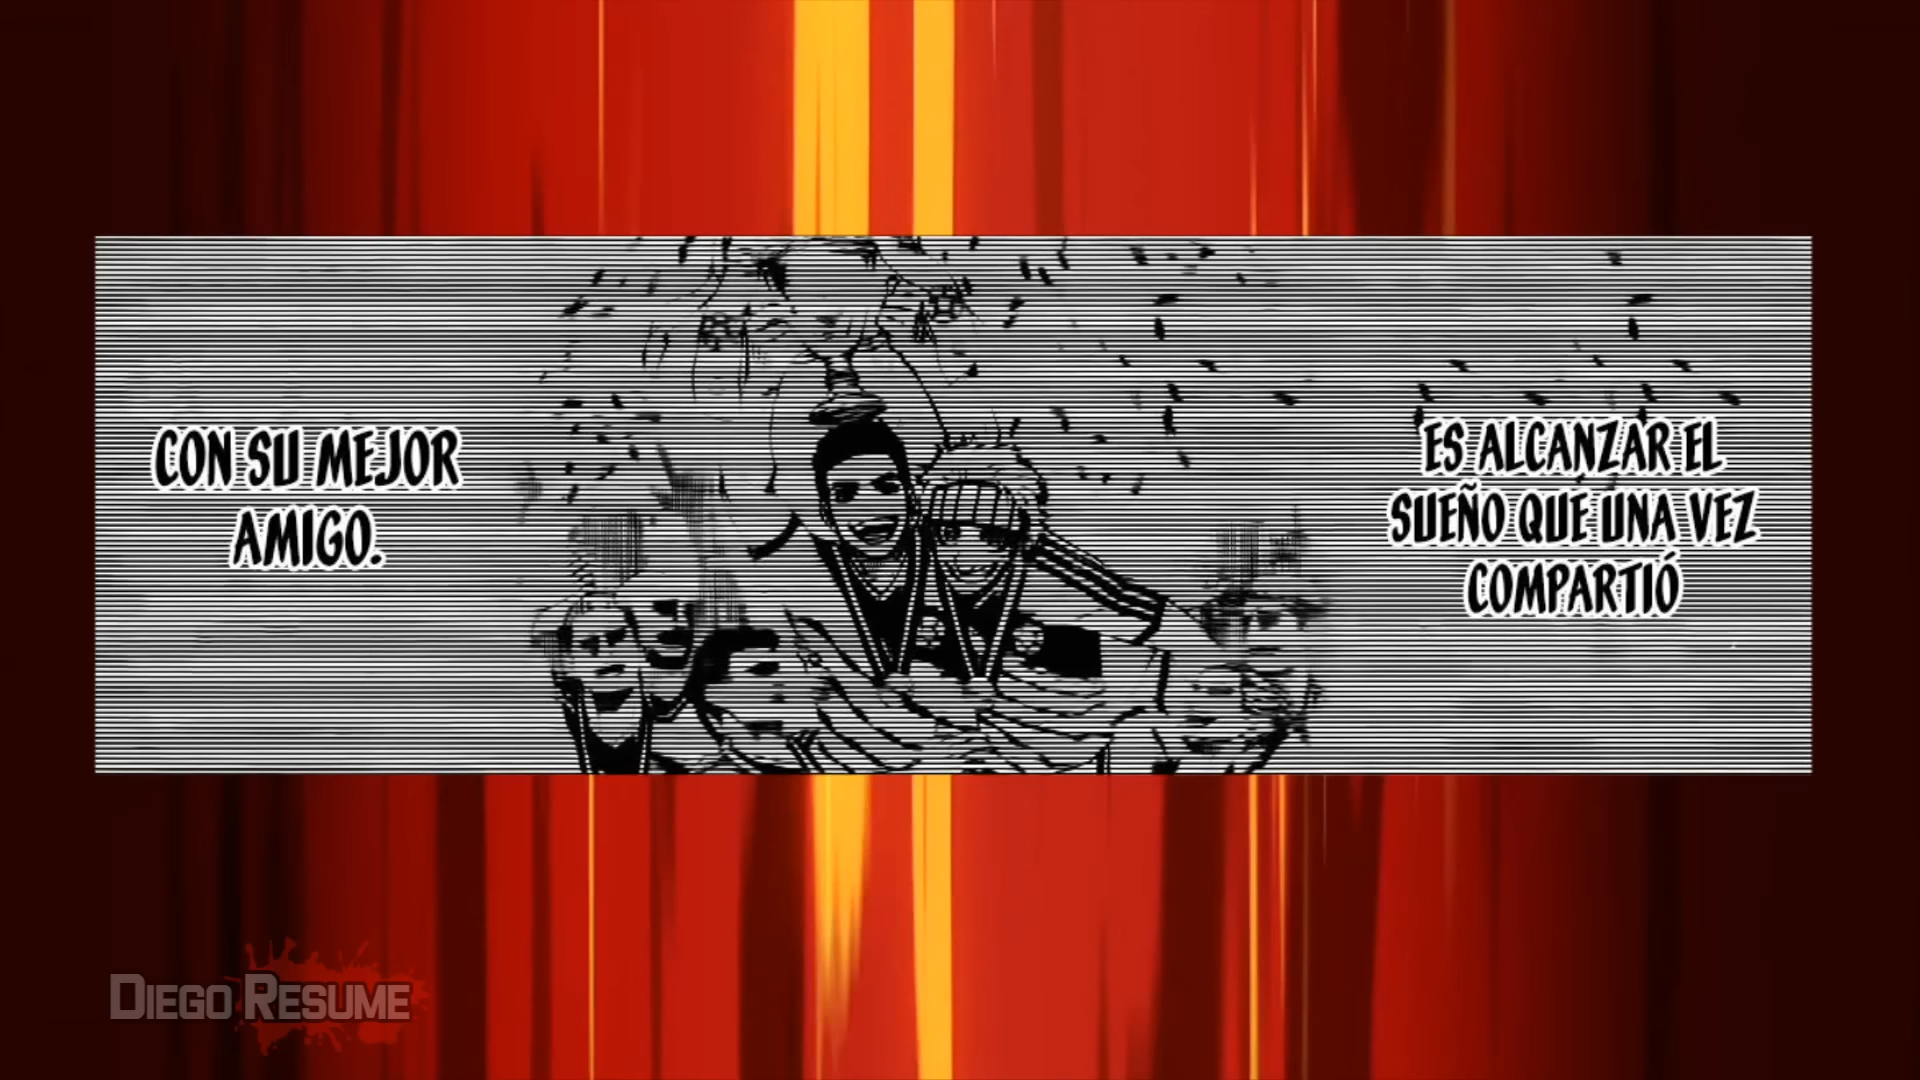 ES ALCANZAR EL
SUEÑO QUE UNA VEZ
COMPARTIÓ
CON SU MEJOR
AMIGO.
DIEGO RESUME